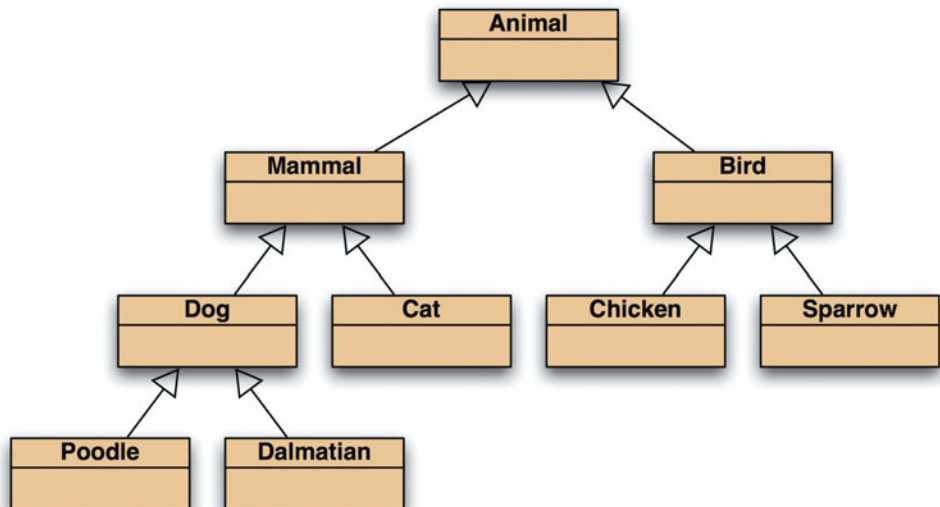 Animal
Mammal
Bird
Dog
Cat
Chicken
Sparrow
Poodle
Dalmatian